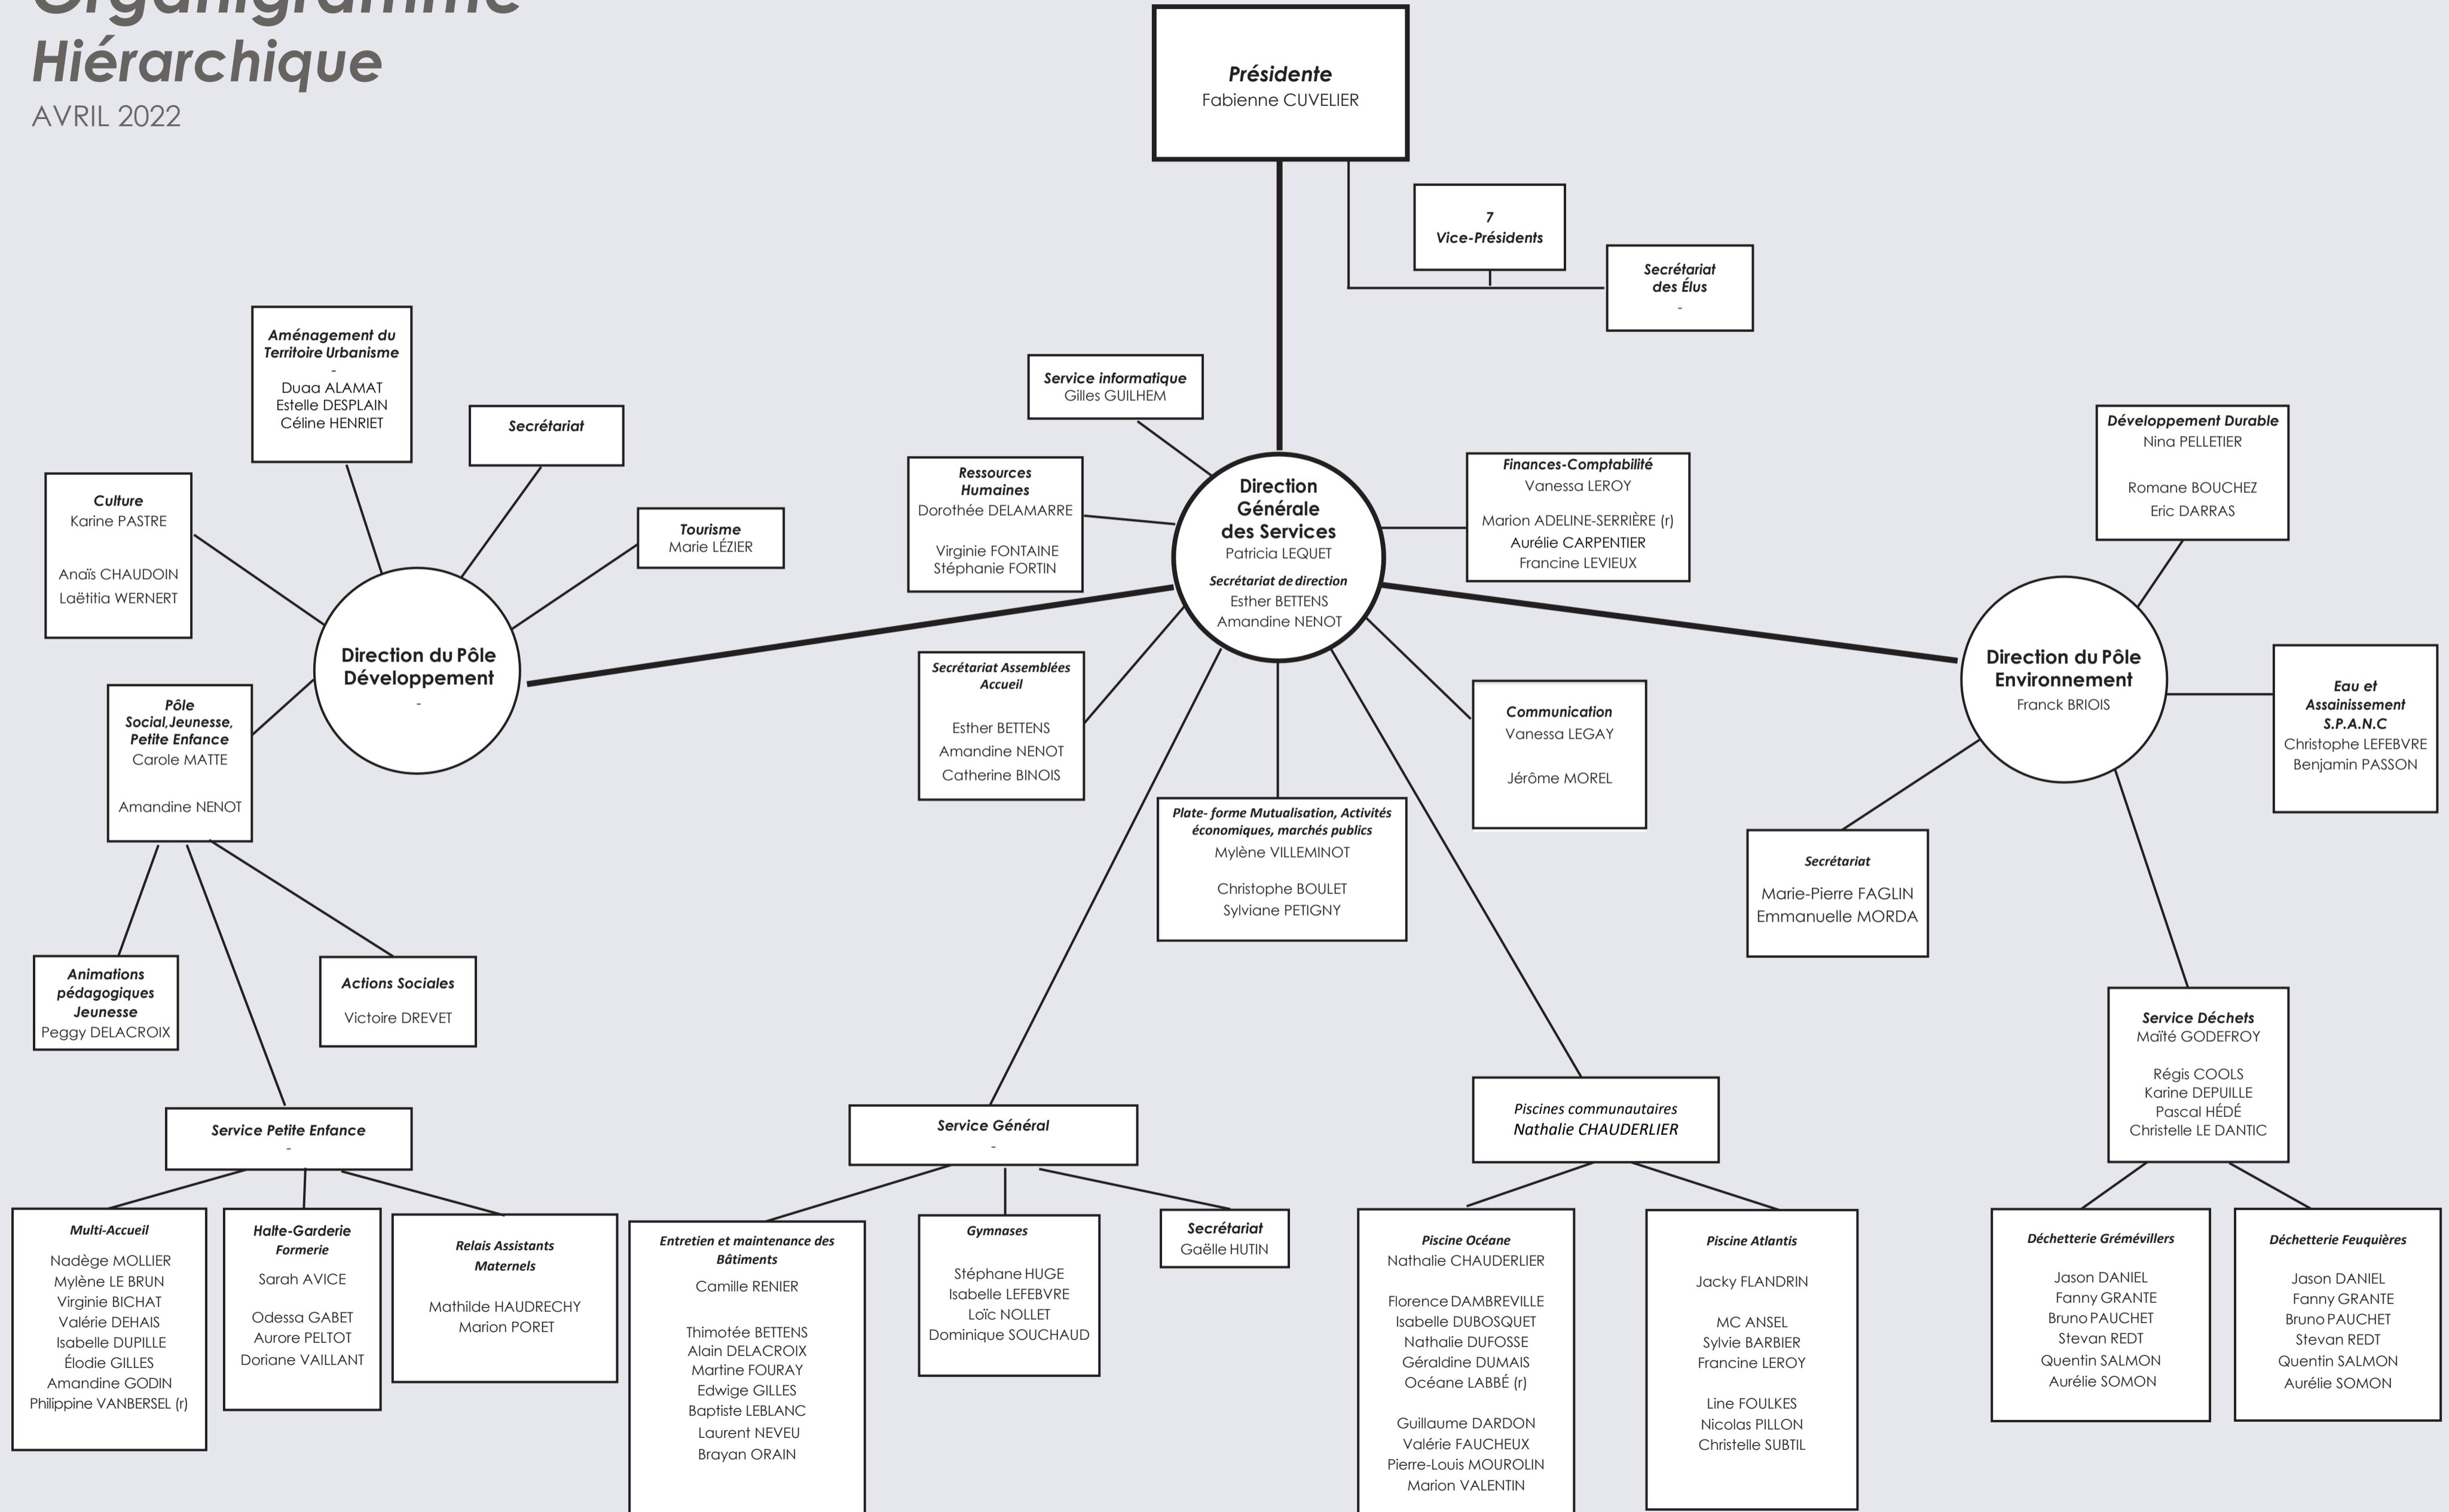 Organigramme
Hiérarchique
AVRIL 2022
Présidente
Fabienne CUVELIER
7
Vice-Présidents
Secrétariat
des Élus
-
Aménagement du
Territoire Urbanisme
-
Duaa ALAMAT
Estelle DESPLAIN
Céline HENRIET
Secrétariat
Culture
Karine PASTRE
Anaïs CHAUDOIN
Laëtitia WERNERT
Tourisme
Marie LÉZIER
Direction du Pôle
Développement
-
Pôle
Social,Jeunesse,
Petite Enfance
Carole MATTE
Amandine NENOT
Animations
pédagogiques
Jeunesse
Peggy DELACROIX
Actions Sociales
Victoire DREVET
Service Petite Enfance
-
Multi-Accueil
Nadège MOLLIER
Mylène LE BRUN
Virginie BICHAT
Valérie DEHAIS
Isabelle DUPILLE
Élodie GILLES
Amandine GODIN
Philippine VANBERSEL (r)
Halte-Garderie
Formerie
Sarah AVICE
Odessa GABET
Aurore PELTOT
Doriane VAILLANT
Relais Assistants
Maternels
Mathilde HAUDRECHY
Marion PORET
Service informatique
Gilles GUILHEM
Ressources
Humaines
Dorothée DELAMARRE
Virginie FONTAINE
Stéphanie FORTIN
Direction
Générale
des Services
Patricia LEQUET
Secrétariat de direction
Esther BETTENS
Amandine NENOT
Finances-Comptabilité
Vanessa LEROY
Marion ADELINE-SERRIÈRE (r)
Aurélie CARPENTIER
Francine LEVIEUX
Secrétariat Assemblées
Accueil
Esther BETTENS
Amandine NENOT
Catherine BINOIS
Communication
Vanessa LEGAY
Jérôme MOREL
Plate- forme Mutualisation, Activités
économiques, marchés publics
Mylène VILLEMINOT
Christophe BOULET
Sylviane PETIGNY
Service Général
-
Entretien et maintenance des
Bâtiments
Camille RENIER
Thimotée BETTENS
Alain DELACROIX
Martine FOURAY
Edwige GILLES
Baptiste LEBLANC
Laurent NEVEU
Brayan ORAIN
Gymnases
Stéphane HUGE
Isabelle LEFEBVRE
Loïc NOLLET
Dominique SOUCHAUD
Secrétariat
Gaëlle HUTIN
Piscines communautaires
Nathalie CHAUDERLIER
Piscine Océane
Nathalie CHAUDERLIER
Florence DAMBREVILLE
Isabelle DUBOSQUET
Nathalie DUFOSSE
Géraldine DUMAIS
Océane LABBÉ (r)
Guillaume DARDON
Valérie FAUCHEUX
Pierre-Louis MOUROLIN
Marion VALENTIN
Piscine Atlantis
Jacky FLANDRIN
MC ANSEL
Sylvie BARBIER
Francine LEROY
Line FOULKES
Nicolas PILLON
Christelle SUBTIL
Développement Durable
Nina PELLETIER
Romane BOUCHEZ
Eric DARRAS
Direction du Pôle
Environnement
Franck BRIOIS
Eau et
Assainissement
S.P.A.N.C
Christophe LEFEBVRE
Benjamin PASSON
Secrétariat
Marie-Pierre FAGLIN
Emmanuelle MORDA
Service Déchets
Maïté GODEFROY
Régis COOLS
Karine DEPUILLE
Pascal HÉDÉ
Christelle LE DANTIC
Déchetterie Grémévillers
Jason DANIEL
Fanny GRANTE
Bruno PAUCHET
Stevan REDT
Quentin SALMON
Aurélie SOMON
Déchetterie Feuquières
Jason DANIEL
Fanny GRANTE
Bruno PAUCHET
Stevan REDT
Quentin SALMON
Aurélie SOMON